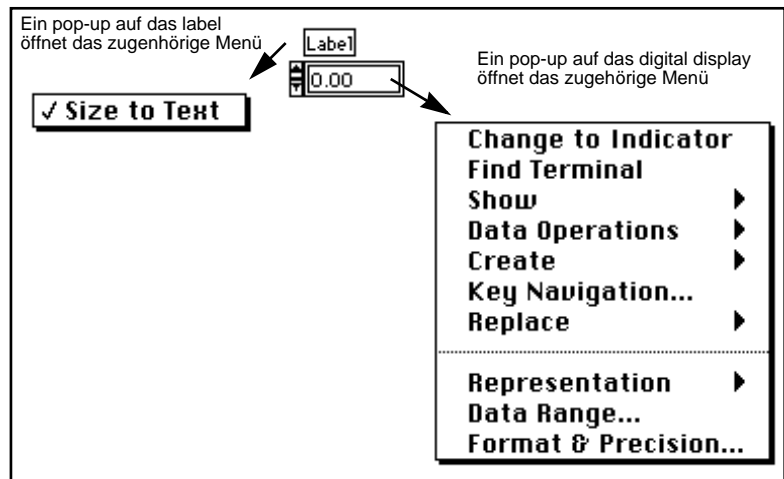 Ein pop-up auf das label
öffnet das zugenhörige Menü
Label
0.00
Ein pop-up auf das digital display
öffnet das zugehörige Menü
✓ Size to Text
Change to Indicator
Find Terminal
Show
Data Operations
Create
Key Navigation...
Replace
Representation
Data Range...
Format & Precision...